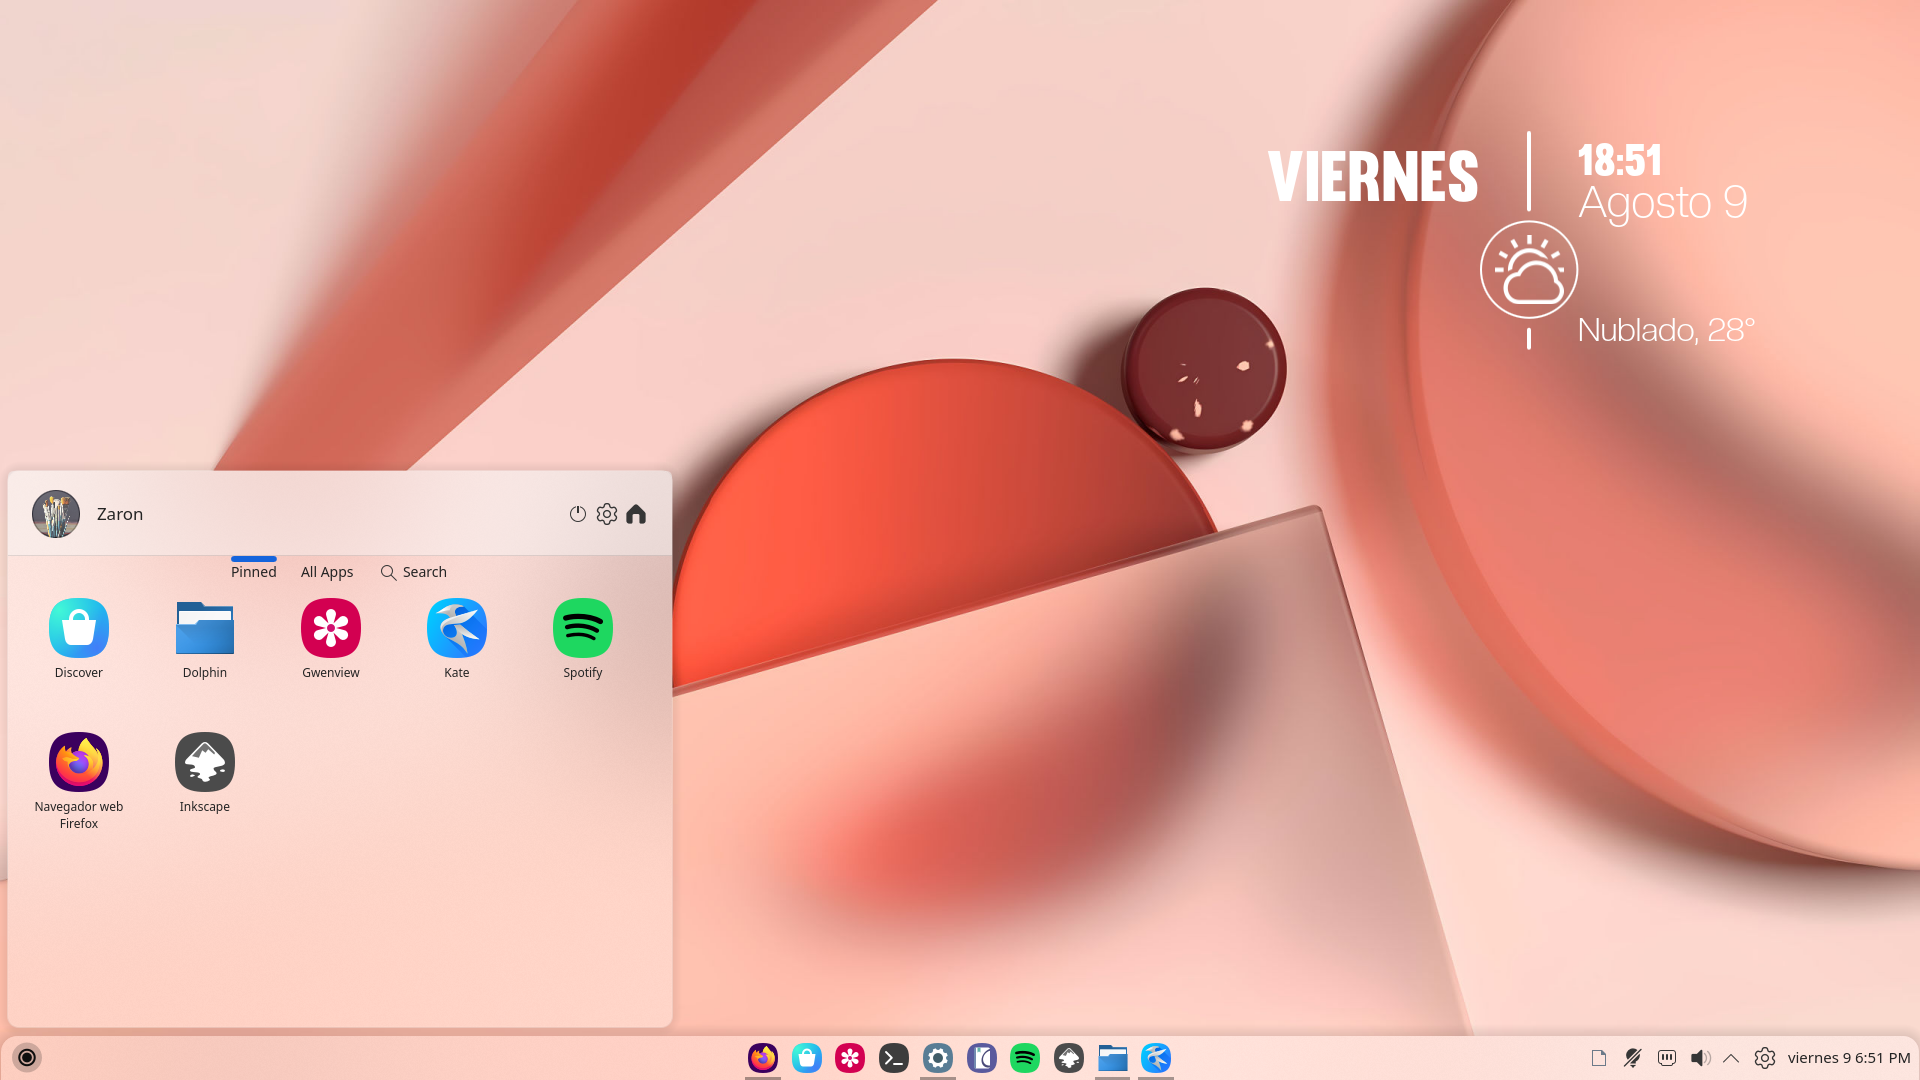 VIERNES
18:51
Agosto 9
Nublado, 28°
Zaron
Pinned
All Apps
Search
Discover
Dolphin
Gwenview
Kate
Spotify
Navegador web
Firefox
Inkscape
viernes 9 6:51 PM